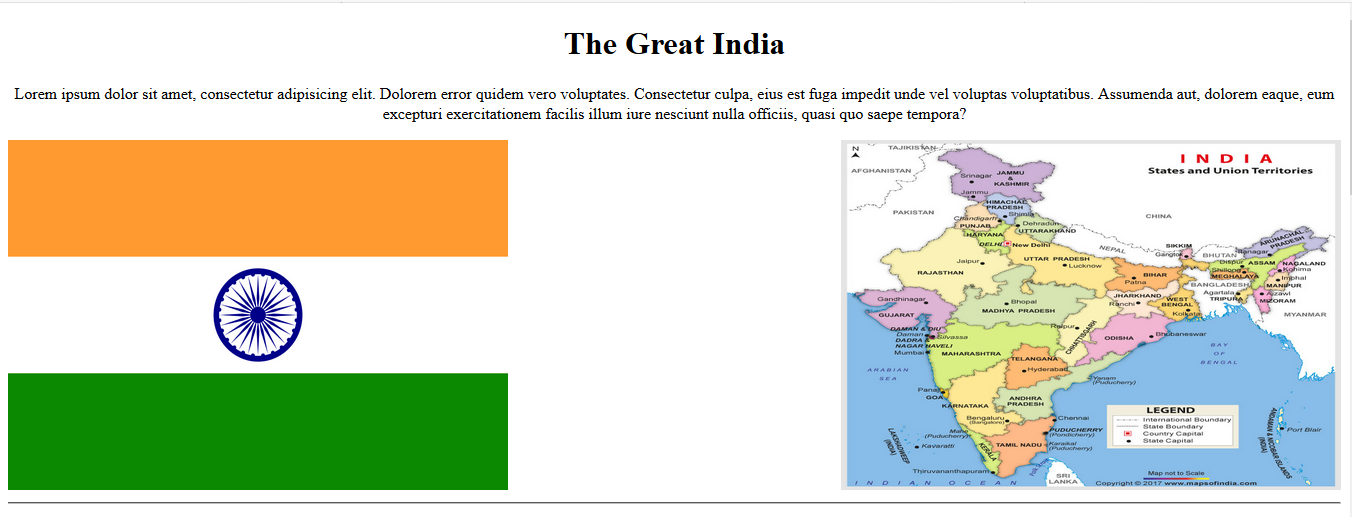 The Great India
Lorem ipsum dolor sit amet, consectetur adipisicing elit. Dolorem error quidem vero voluptates. Consectetur culpa, eius est fuga impedit unde vel voluptas voluptatibus. Assumenda aut, dolorem eaque, eum
excepturi exercitationem facilis illum iure nesciunt nulla officiis, quasi quo saepe tempora?
N
TAJIKISTAN
INDIA
States and Union Territories
AFGHANISTAN
Srinagar
JAMMU
&
KASHMIR
Jammu
HIMACHAL
PRADESH
PAKISTAN
Shimla
CHINA
Chandigarh
PUNJAB
Dehradun
UTTARAKHAND
HARYANA
DELHI
New Delhi
NEPAL
SIKKIM
Gangtok
BHUTAN
ARUNACHAL
PRADESH
Itanagar
Jaipur
UTTAR PRADESH
Lucknow
Dispur
ASSAM
NAGALAND
Kohima
RAJASTHAN
BIHAR
Patna
Shillong
MEGHALAYA
Imphal
MANIPUR
BANGLADESH
Agartala
TRIPURA
Aizawl
MIZORAM
Gandhinagar
GUJARAT
Bhopal
MADHYA PRADESH
JHARKHAND
Ranchi
WEST
BENGAL
Kolkata
MYANMAR
DAMAN & DIU
Daman
Silvassa
DADRA &
NAGAR HAVELI
Raipur
CHHATTISGARH
ODISHA
Bhubaneswar
Mumbai
MAHARASHTRA
BAY
OF
BENGAL
TELANGANA
Hyderabad
ARABIAN
SEA
Yanam
(Puducherry)
Panaji
GOA
KARNATAKA
ANDHRA
PRADESH
LEGEND
International Boundary
State Boundary
Country Capital
State Capital
Bengaluru
(Bangalore)
Chennai
Mahe
(Puducherry)
PUDUCHERRY
(Pondicherry)
Karaikal
(Puducherry)
LAKSHADWEEP
(INDIA)
Kavaratti
KERALA
TAMIL NADU
ANDAMAN & NICOBAR ISLANDS
(INDIA)
Port Blair
Thiruvananthapuram
SRI
LANKA
Map not to Scale
INDIAN OCEAN
Copyright © 2017 www.mapsofindia.com